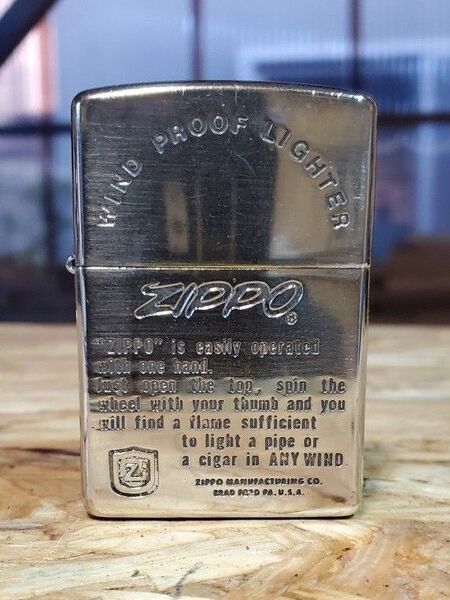 WIND PROOF LIGHTER
ZIPPO®
"ZIPPO" is easily operated
with one hand.
Just open the top, spin the
wheel with your thumb and you
will find a flame sufficient
to light a pipe or
a cigar in ANY WIND
Z
ZIPPO MANUFACTURING CO.
BRAD FORD PA. U.S.A.